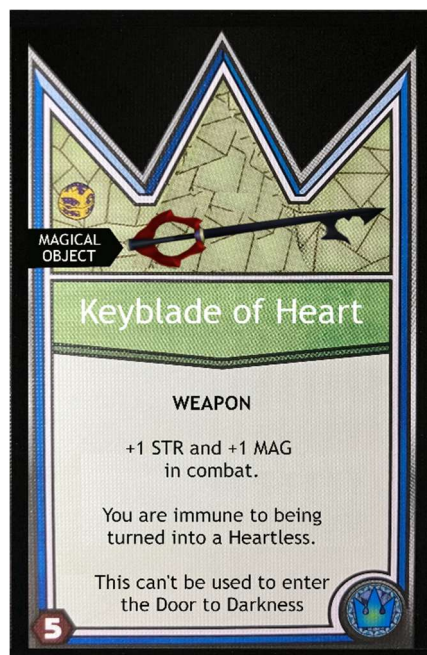 MAGICAL
OBJECT
Keyblade of Heart
WEAPON
+1 STR and +1 MAG
in combat.
You are immune to being
turned into a Heartless.
This can't be used to enter
the Door to Darkness
5